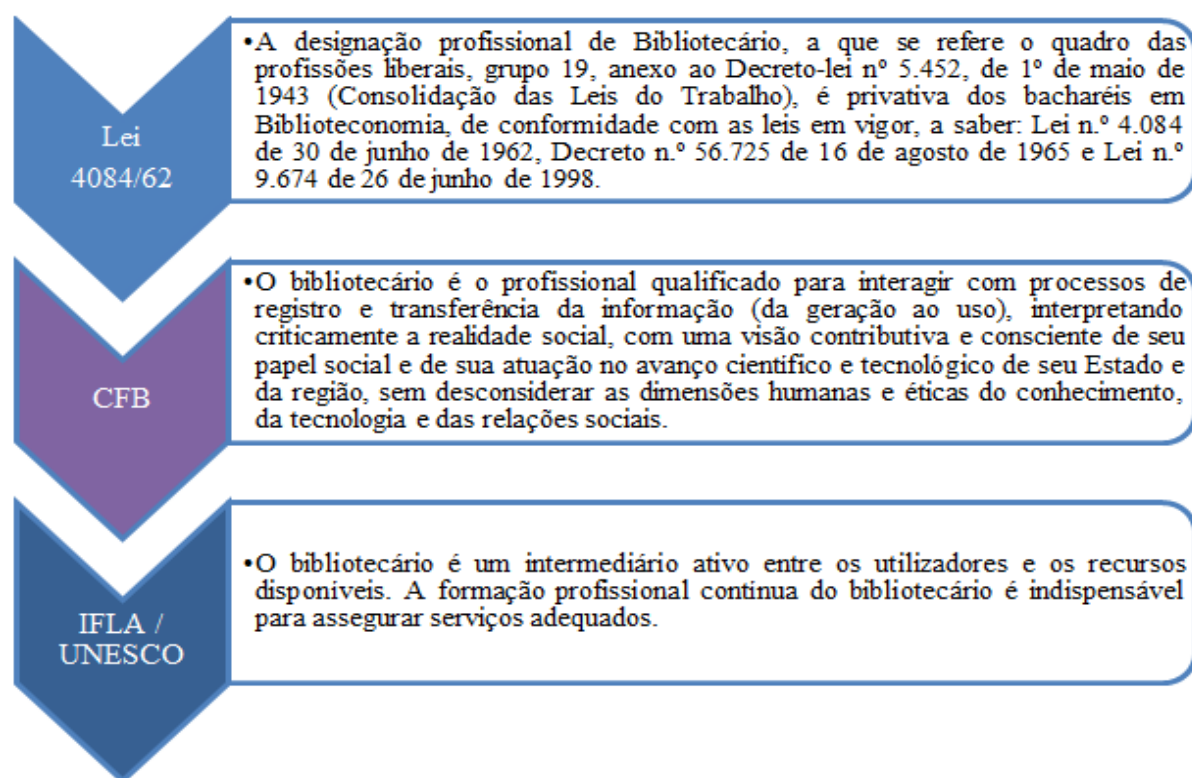 Lei
4084/62
•A designação profissional de Bibliotecário, a que se refere o quadro das
profissões liberais, grupo 19, anexo ao Decreto-lei nº 5.452, de 1º de maio de
1943 (Consolidação das Leis do Trabalho), é privativa dos bacharéis em
Biblioteconomia, de conformidade com as leis em vigor, a saber: Lei n.º 4.084
de 30 de junho de 1962, Decreto n.º 56.725 de 16 de agosto de 1965 e Lei n.º
9.674 de 26 de junho de 1998.
CFB
•O bibliotecário é o profissional qualificado para interagir com processos de
registro e transferência da informação (da geração ao uso), interpretando
criticamente a realidade social, com uma visão contributiva e consciente de seu
papel social e de sua atuação no avanço científico e tecnológico de seu Estado e
da região, sem desconsiderar as dimensões humanas e éticas do conhecimento,
da tecnologia e das relações sociais.
IFLA /
UNESCO
•O bibliotecário é um intermediário ativo entre os utilizadores e os recursos
disponíveis. A formação profissional contínua do bibliotecário é indispensável
para assegurar serviços adequados.